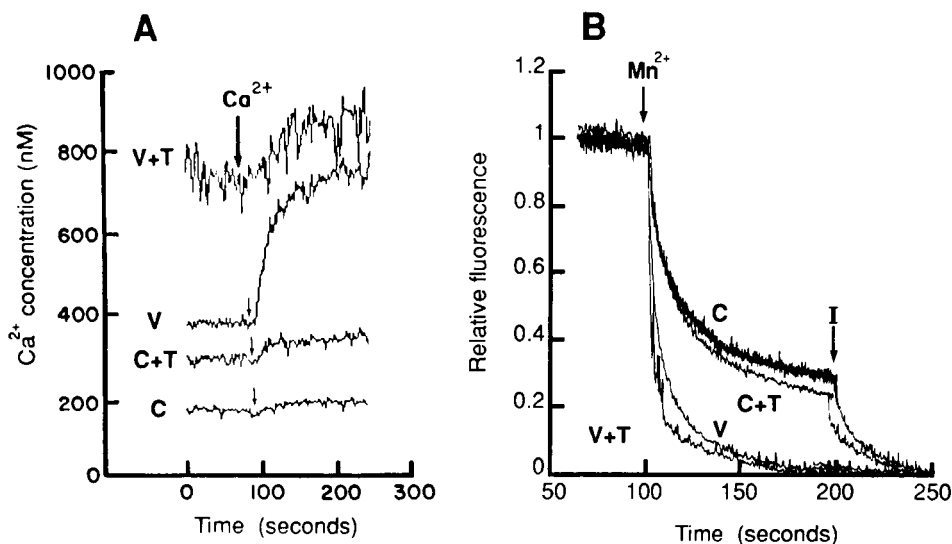 A
Ca²⁺ concentration (nM)
1000
800
600
400
200
0
Ca²⁺
V+T
V
C+T
C
0 100 200 300
Time (seconds)
B
Relative fluorescence
1.2
1
0.8
0.6
0.4
0.2
0
Mn²⁺
C
I
C+T
V+T
V
50 100 150 200 250
Time (seconds)